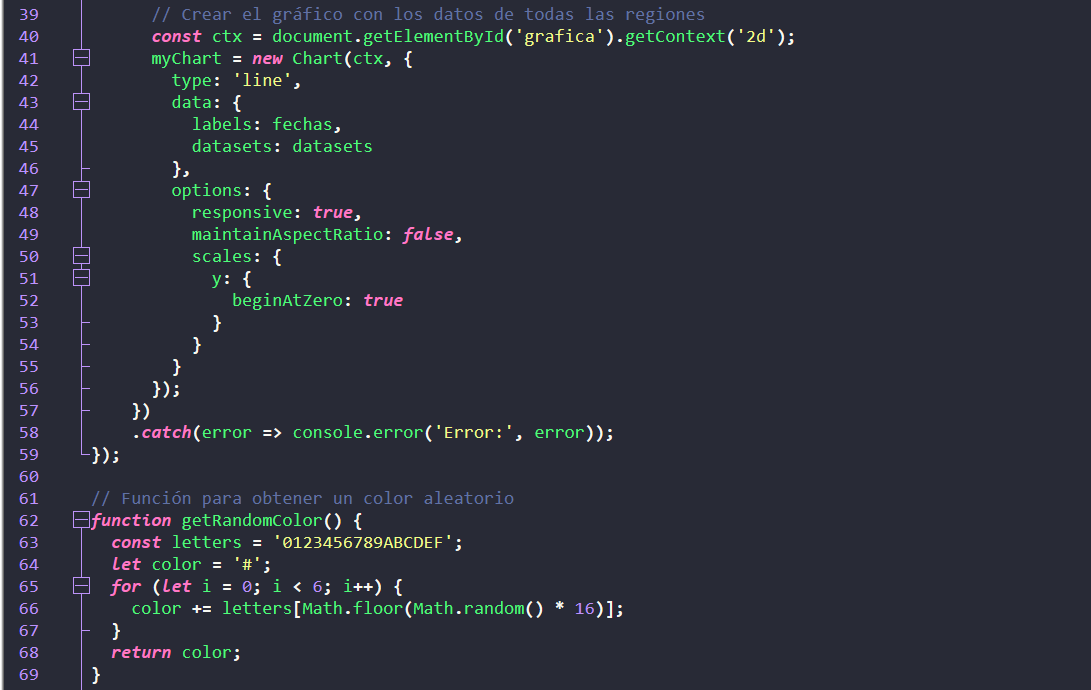 39 // Crear el gráfico con los datos de todas las regiones
40 const ctx = document.getElementById('grafica').getContext('2d');
41 myChart = new Chart(ctx, {
42 type: 'line',
43 data: {
44 labels: fechas,
45 datasets: datasets
46 },
47 options: {
48 responsive: true,
49 maintainAspectRatio: false,
50 scales: {
51 y: {
52 beginAtZero: true
53 }
54 }
55 }
56 });
57 })
58 .catch(error => console.error('Error:', error));
59 });
60
61 // Función para obtener un color aleatorio
62 function getRandomColor() {
63 const letters = '0123456789ABCDEF';
64 let color = '#';
65 for (let i = 0; i < 6; i++) {
66 color += letters[Math.floor(Math.random() * 16)];
67 }
68 return color;
69 }